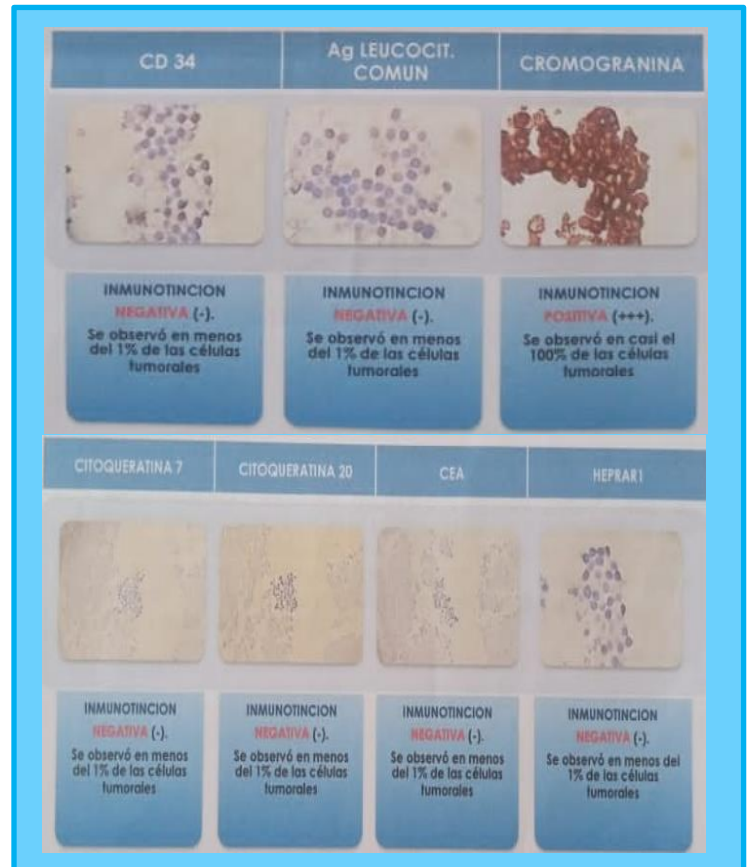 CD 34
Ag LEUCOCIT.
COMUN
CROMOGRANINA
INMUNOTINCION
NEGATIVA (-).
Se observó en menos
del 1% de las células
tumorales
INMUNOTINCION
NEGATIVA (-).
Se observó en menos
del 1% de las células
tumorales
INMUNOTINCION
POSITIVA (+++).
Se observó en casi el
100% de las células
tumorales
CITOQUERATINA 7
CITOQUERATINA 20
CEA
HEPRAR1
INMUNOTINCION
NEGATIVA (-).
Se observó en menos
del 1% de las células
tumorales
INMUNOTINCION
NEGATIVA (-).
Se observó en menos
del 1% de las células
tumorales
INMUNOTINCION
NEGATIVA (-).
Se observó en menos
del 1% de las células
tumorales
INMUNOTINCION
NEGATIVA (-).
Se observó en menos del
1% de las células
tumorales